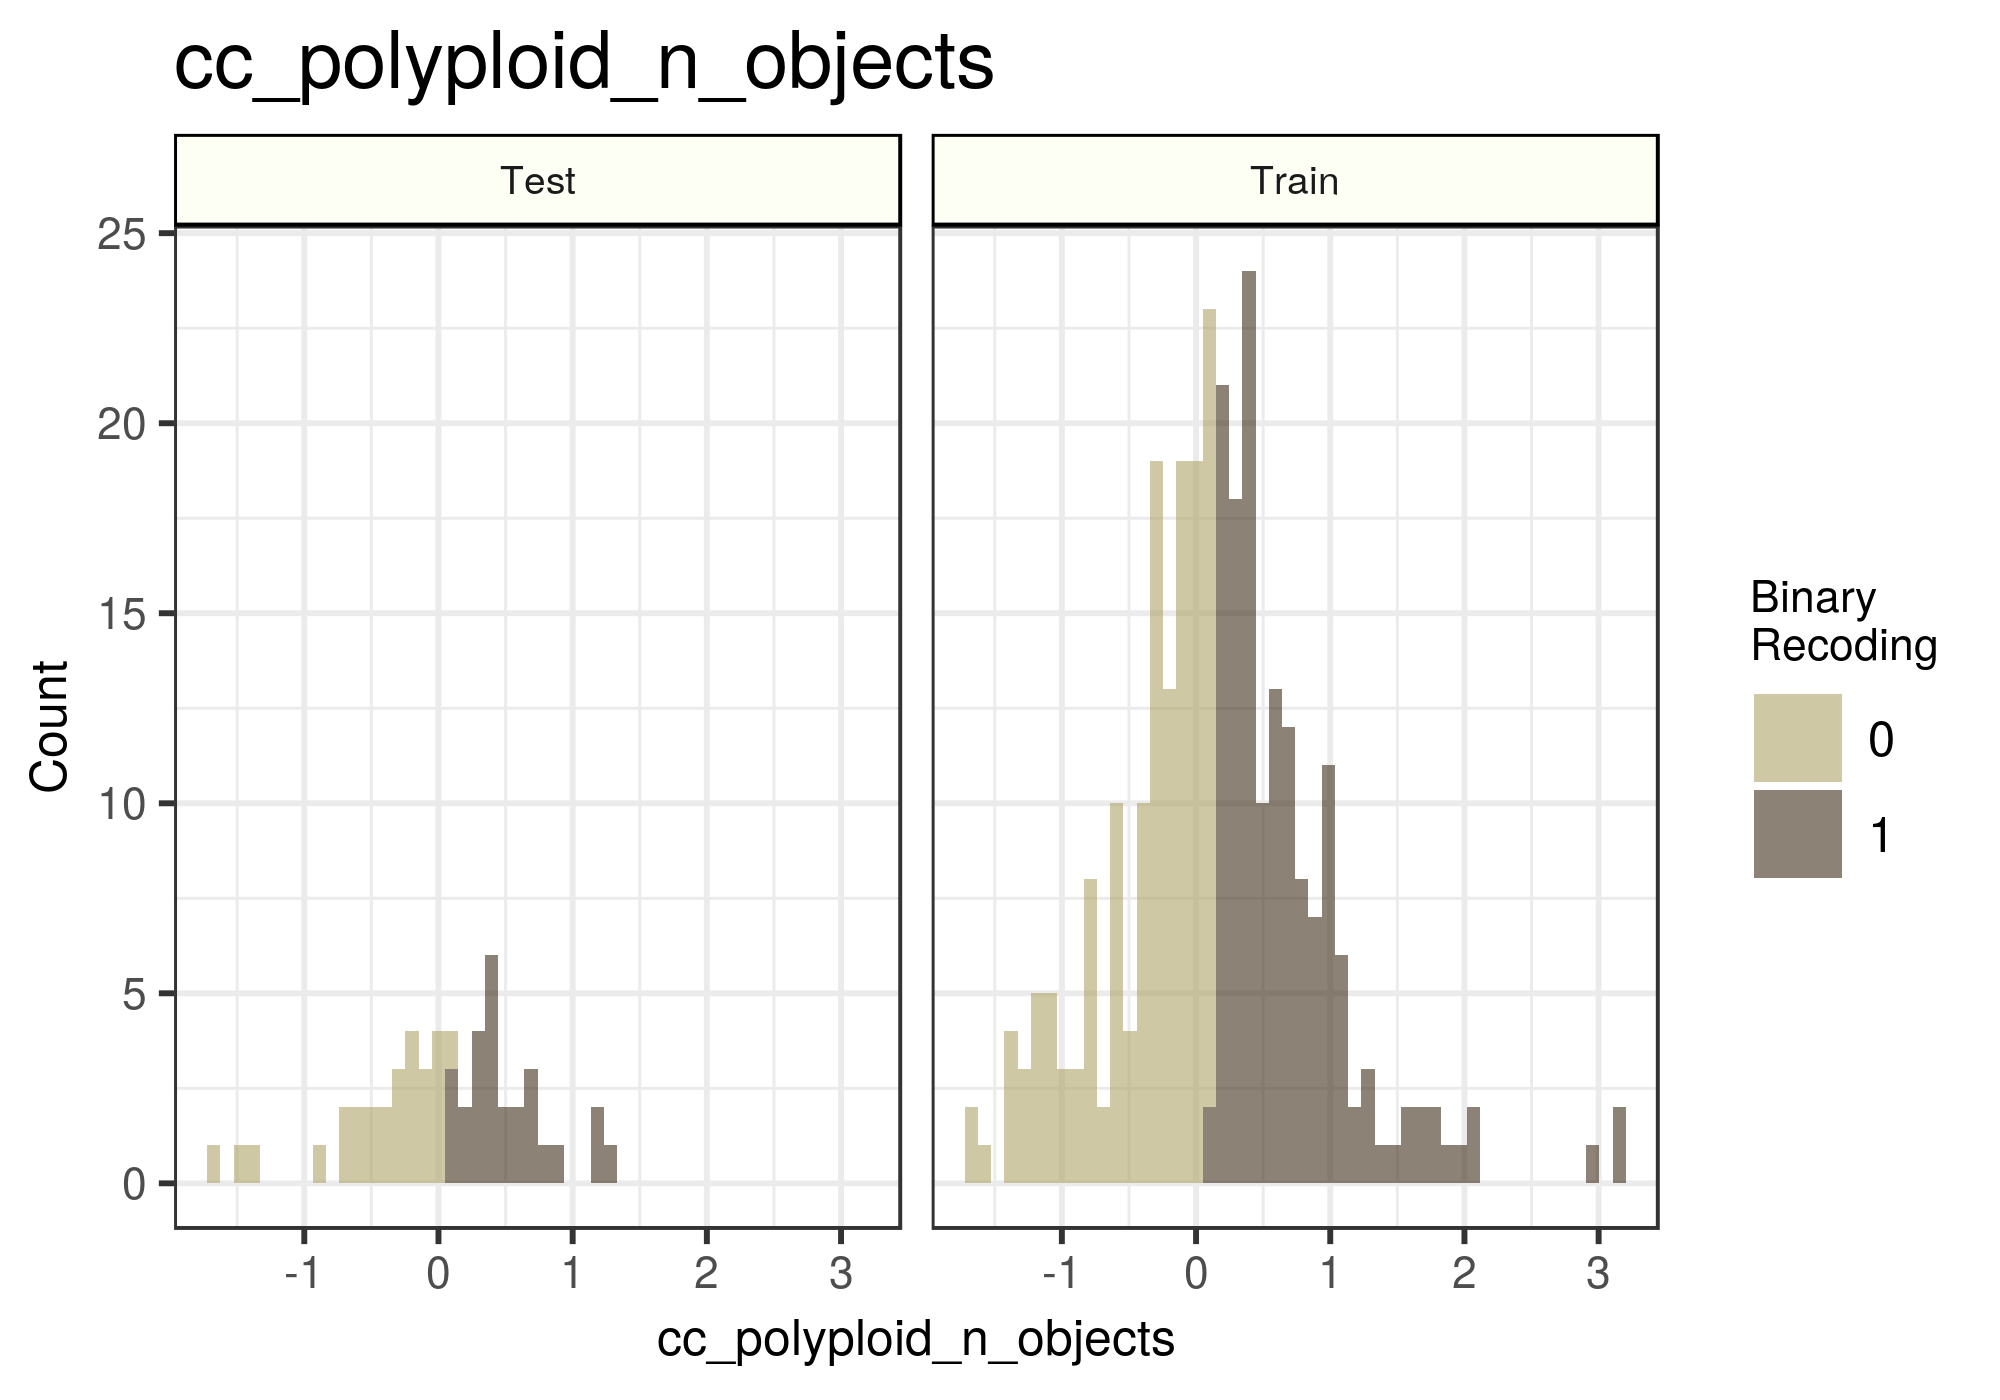 cc_polyploid_n_objects
Test
Train
25
20
15
10
5
0
Count
-1 0 1 2 3
-1 0 1 2 3
cc_polyploid_n_objects
Binary
Recoding
0
1